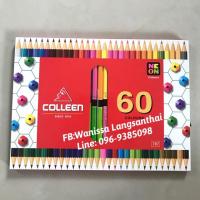 NEON
COLLEEN
60
FB:Wanissa Langsanthai
Line: 096-9385098